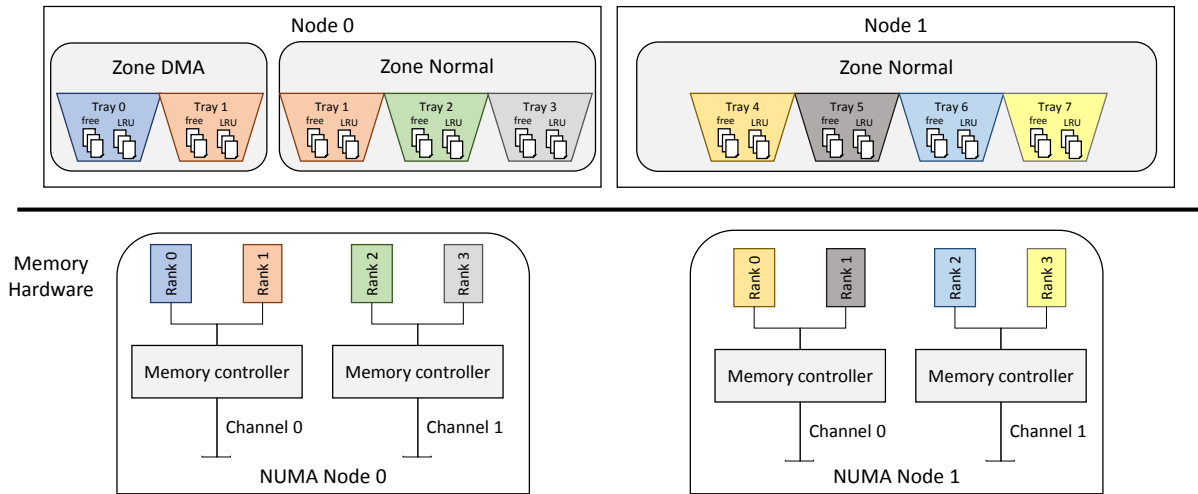 Node 0
Node 1
Zone DMA
Zone Normal
Zone Normal
Tray 0
Tray 1
Tray 1
Tray 2
Tray 3
Tray 4
Tray 5
Tray 6
Tray 7
free LRU
free LRU
free LRU
free LRU
free LRU
free LRU
free LRU
free LRU
free LRU
Memory
Hardware
Rank 0
Rank 1
Rank 2
Rank 3
Rank 0
Rank 1
Rank 2
Rank 3
Memory controller
Memory controller
Memory controller
Memory controller
Channel 0
Channel 1
Channel 0
Channel 1
NUMA Node 0
NUMA Node 1